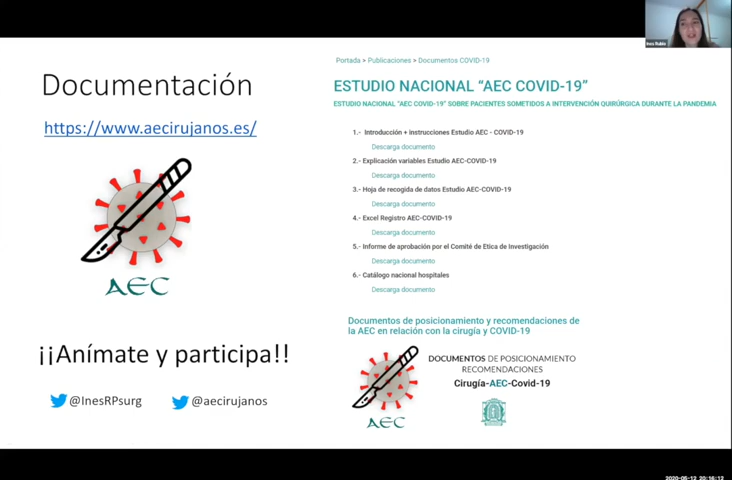 Ines Rubio
Documentación
https://www.aecirujanos.es/
AEC
¡¡Anímate y participa!!
@InesRPsurg
@aecirujanos
Portada > Publicaciones > Documentos COVID-19
ESTUDIO NACIONAL “AEC COVID-19”
ESTUDIO NACIONAL "AEC COVID-19" SOBRE PACIENTES SOMETIDOS A INTERVENCIÓN QUIRÚRGICA DURANTE LA PANDEMIA
1.- Introducción + instrucciones Estudio AEC - COVID-19
Descarga documento
2.- Explicación variables Estudio AEC-COVID-19
Descarga documento
3.- Hoja de recogida de datos Estudio AEC-COVID-19
Descarga documento
4.- Excel Registro AEC-COVID-19
Descarga documento
5.- Informe de aprobación por el Comité de Etica de Investigación
Descarga documento
6.- Catálogo nacional hospitales
Descarga documento
Documentos de posicionamiento y recomendaciones de
la AEC en relación con la cirugía y COVID-19
AEC
DOCUMENTOS DE POSICIONAMIENTO
RECOMENDACIONES
Cirugía-AEC-Covid-19
2020-05-12 20:16:12